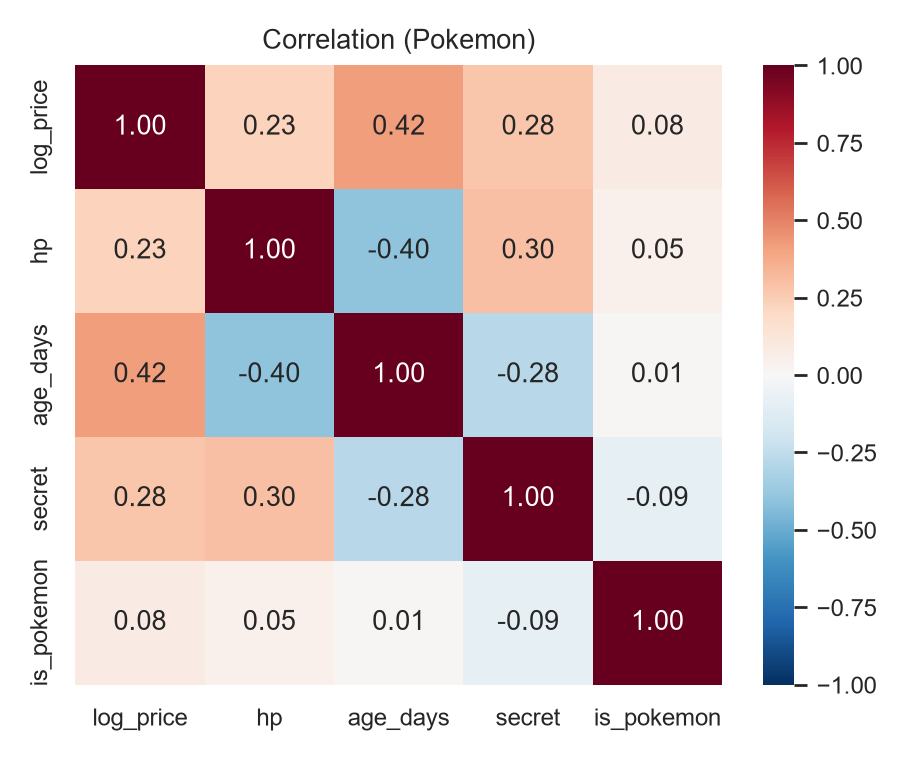 Correlation (Pokemon)
log_price 1.00 0.23 0.42 0.28 0.08
hp 0.23 1.00 -0.40 0.30 0.05
age_days 0.42 -0.40 1.00 -0.28 0.01
secret 0.28 0.30 -0.28 1.00 -0.09
is_pokemon 0.08 0.05 0.01 -0.09 1.00
log_price hp age_days secret is_pokemon
1.00
0.75
0.50
0.25
0.00
−0.25
−0.50
−0.75
−1.00